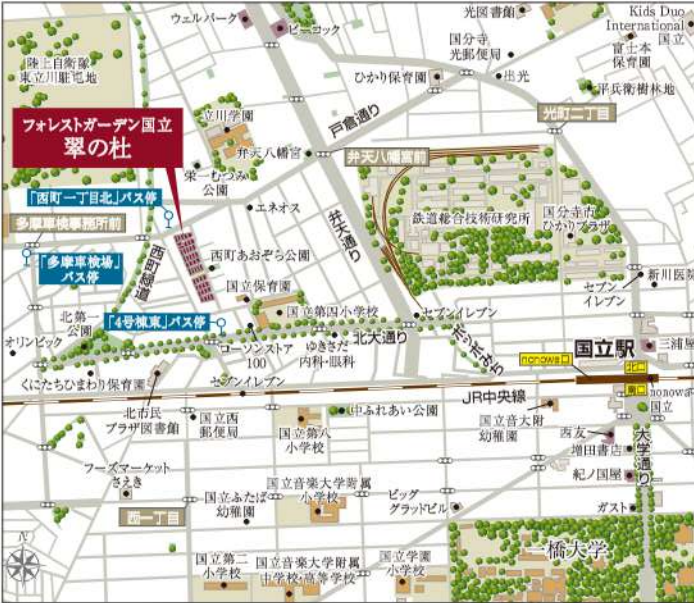 ウェルパーク
ピーコック
光図書館
Kids Duo
International
国立
国分寺
光郵便局
富士本
保育園
陸上自衛隊
東立川駐屯地
ひかり保育園
出光
平兵衛樹林地
立川学園
戸倉通り
光町二丁目
フォレストガーデン国立
翠の杜
弁天八幡宮
弁天八幡宮前
栄一むつみ
公園
「西町一丁目北」バス停
エネオス
弁天通り
鉄道総合技術研究所
国分寺市
ひかりプラザ
多摩車検事務所前
西町緑道
西町あおぞら公園
「多摩車検場」
バス停
新川医院
セブン
イレブン
国立保育園
北第一
公園
「4号棟東」バス停
国立第四小学校
セブンイレブン
オリンピック
北大通り
ポッポみち
国立駅
三浦屋
ローソンストア
100
ゆきさだ
内科・眼科
nonowa口
北口
くにたちひまわり保育園
セブンイレブン
JR中央線
南口
nonowa
国立
北市民
プラザ図書館
国立西
郵便局
中ふれあい公園
国立音大附
幼稚園
国立第八
小学校
西友
増田書店
大学通り
フーズマーケット
さえき
紀ノ国屋
国立ふたば
幼稚園
国立音楽大学附属
小学校
ビッグ
グラッドビル
ガスト
西一丁目
一橋大学
N
国立第二
小学校
国立音楽大学附属
中学校・高等学校
国立学園
小学校